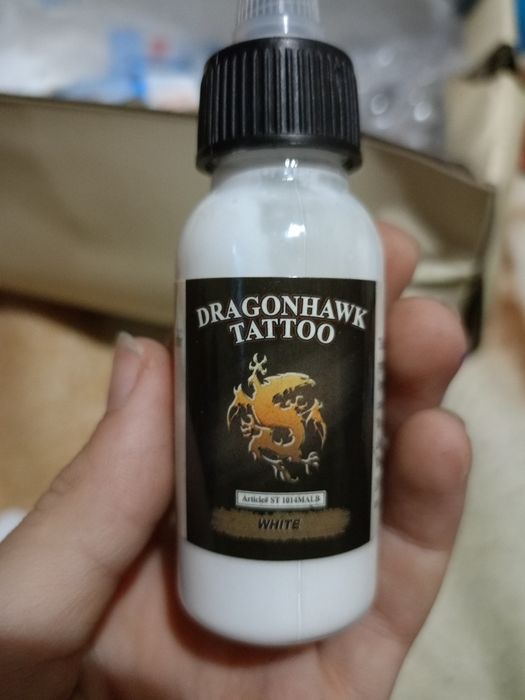 DRAGONHAWK
TATTOO
Article# ST 1014MALB
WHITE